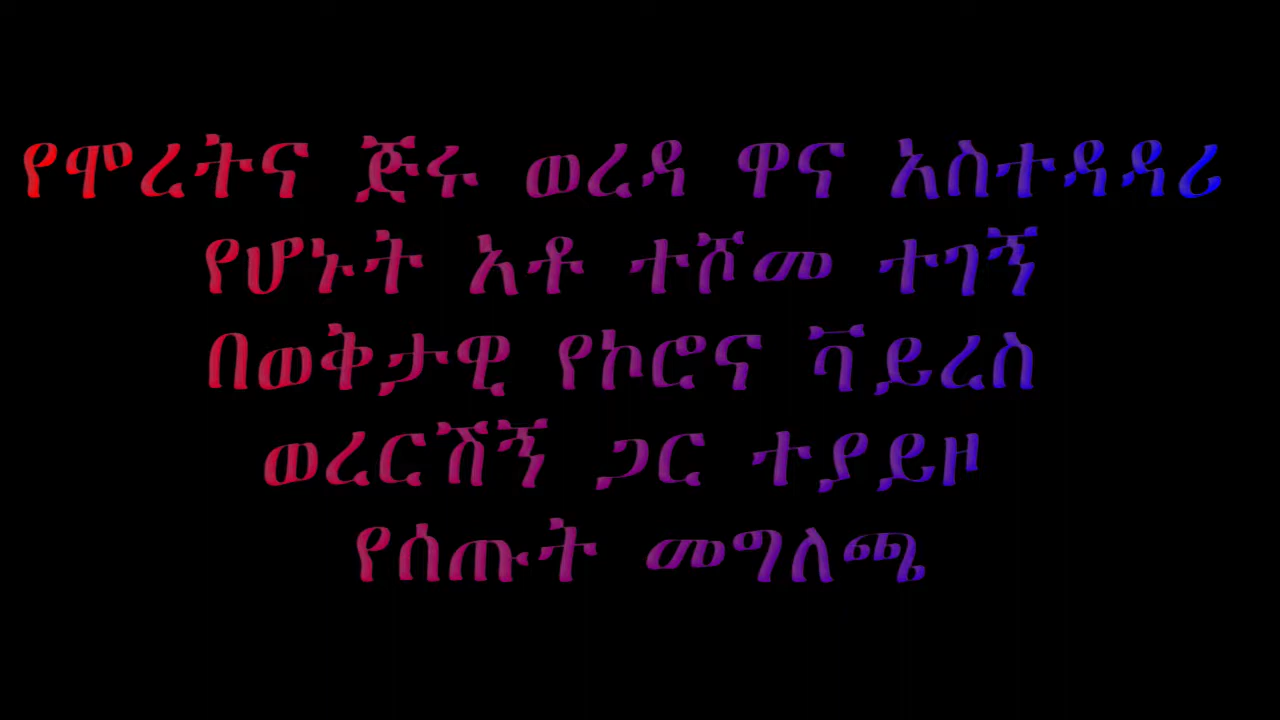 የሞረትና ጅሩ ወረዳ ዋና አስተዳዳሪ
የሆኑት አቶ ተሾመ ተገኝ
በወቅታዊ የኮሮና ቫይረስ
ወረርሽኝ ጋር ተያይዞ
የሰጡት መግለጫ